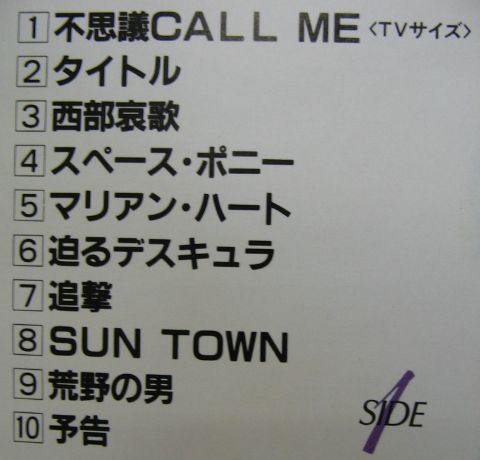 1 不思議CALL ME〈TVサイズ〉
2 タイトル
3 西部哀歌
4 スペース・ポニー
5 マリアン・ハート
6 迫るデスキュラ
7 追撃
8 SUN TOWN
9 荒野の男
10 予告
SIDE 1